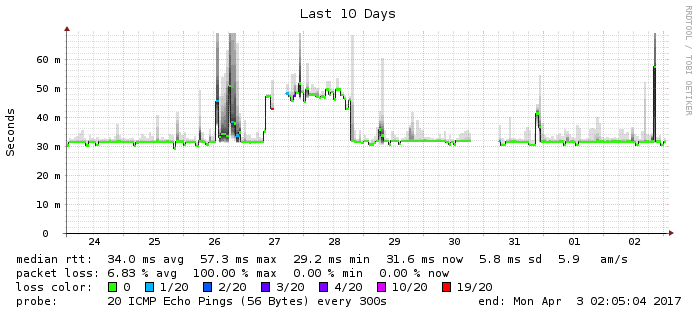 Last 10 Days
RRDTOOL / TOBI OETIKER
Seconds
60 m
50 m
40 m
30 m
20 m
10 m
0
24 25 26 27 28 29 30 31 01 02
median rtt: 34.0 ms avg 57.3 ms max 29.2 ms min 31.6 ms now 5.8 ms sd 5.9 am/s
packet loss: 6.83 % avg 100.00 % max 0.00 % min 0.00 % now
loss color: 0 1/20 2/20 3/20 4/20 10/20 19/20
probe: 20 ICMP Echo Pings (56 Bytes) every 300s end: Mon Apr 3 02:05:04 2017